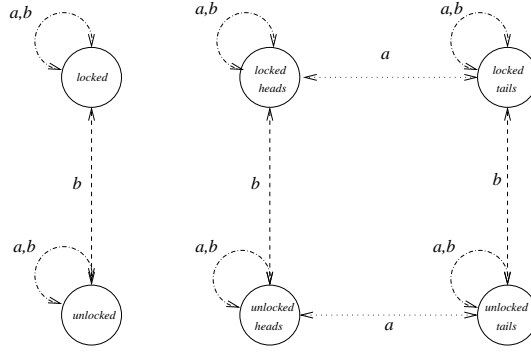 a,b
a,b
a,b
locked
locked
heads
a
locked
tails
b
b
b
a,b
a,b
a,b
unlocked
unlocked
heads
a
unlocked
tails